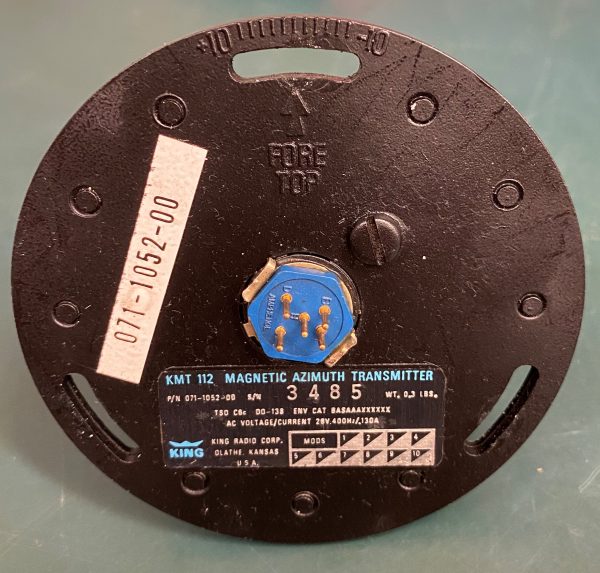 +10 -10
FORE
TOP
071-1052-00
KMT 112 MAGNETIC AZIMUTH TRANSMITTER
P/N 071-1052-00 S/N 3485 WT. 0.3 LBS.
TSO C6c DO-138 ENV CAT BASAAAXXXXXX
AC VOLTAGE/CURRENT 26V,400Hz/.130A
KING
KING RADIO CORP.
OLATHE, KANSAS
U S A.
MODS 1 2 4
5 6 7 8 9 10